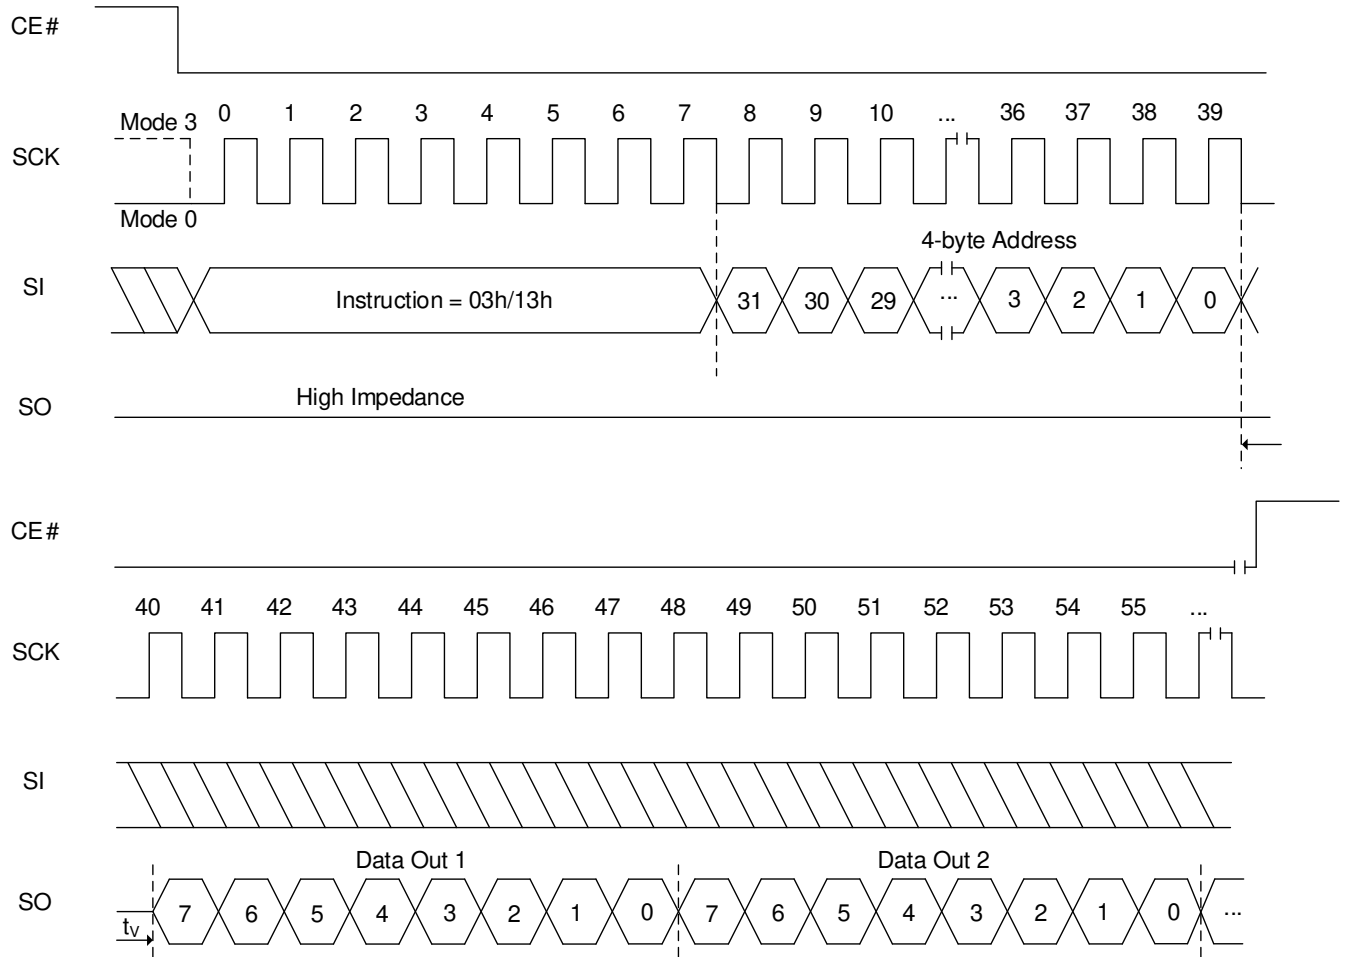 CE#
0 1 2 3 4 5 6 7 8 9 10 ... 36 37 38 39
Mode 3
SCK
Mode 0
4-byte Address
SI
Instruction = 03h/13h
31 30 29 ... 3 2 1 0
High Impedance
SO
CE#
40 41 42 43 44 45 46 47 48 49 50 51 52 53 54 55 ...
SCK
SI
Data Out 1 Data Out 2
SO
7 6 5 4 3 2 1 0 7 6 5 4 3 2 1 0 ...
tV